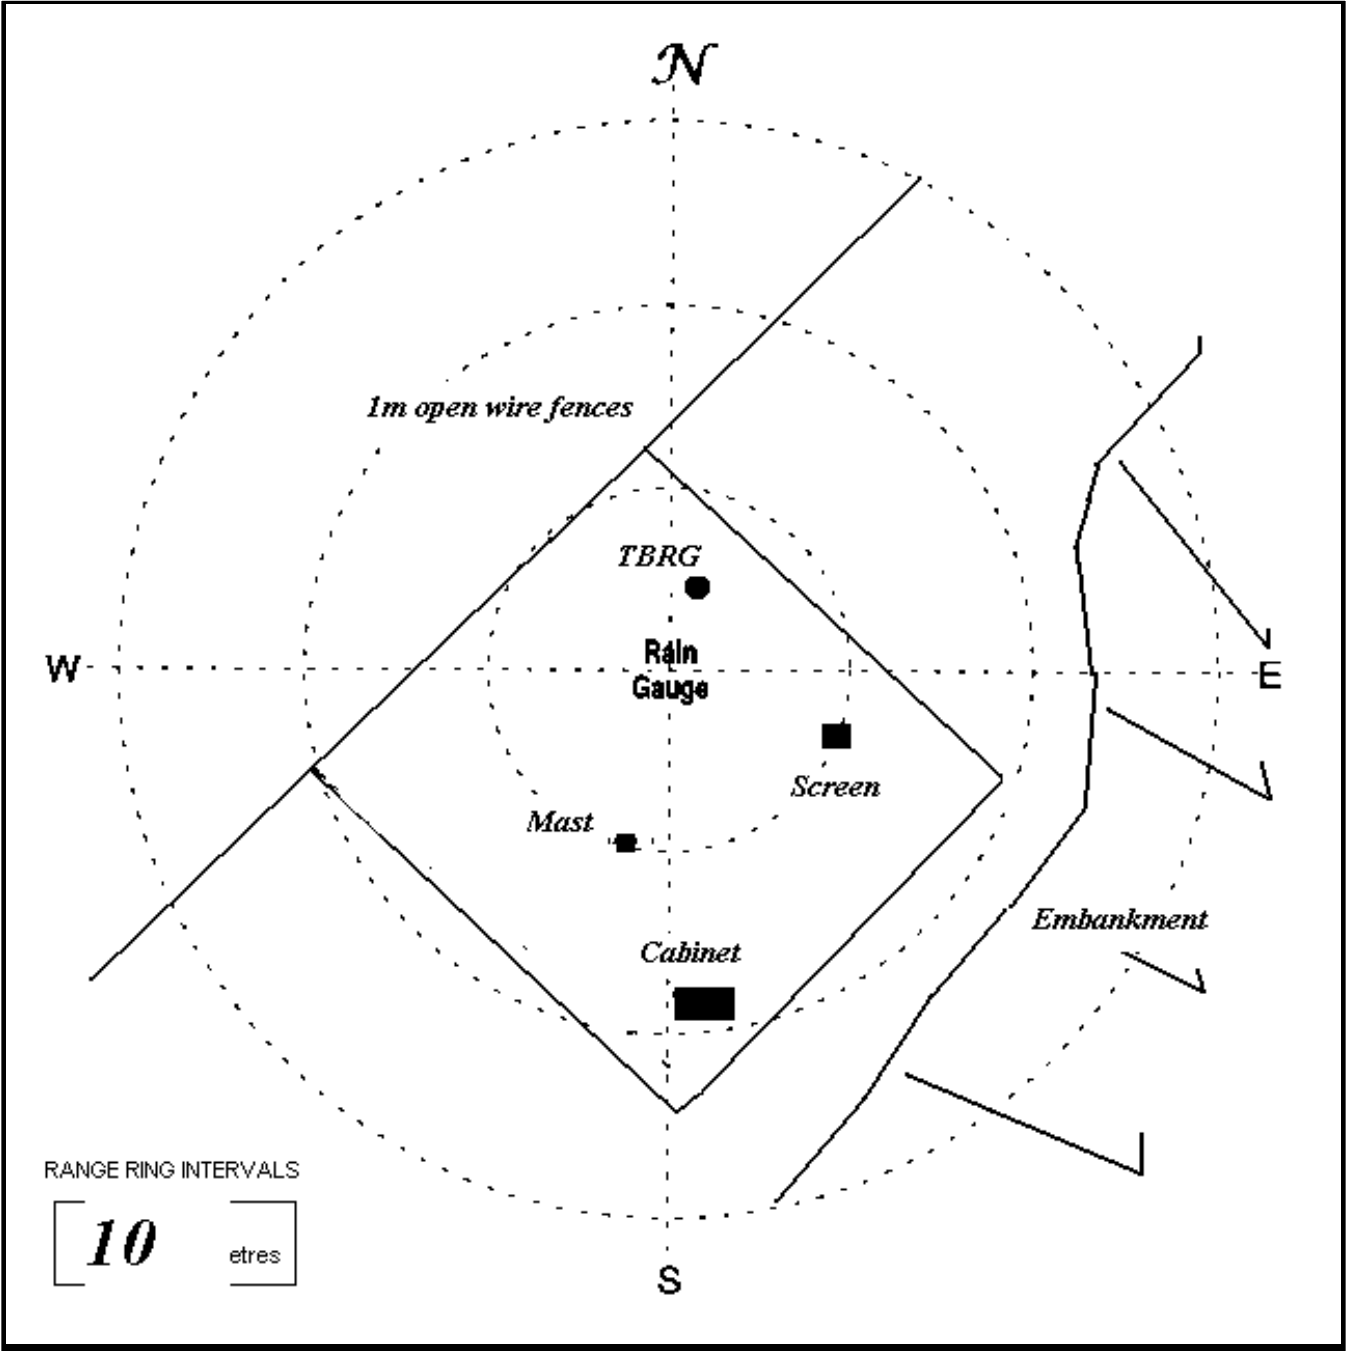 N
1m open wire fences
TBRG
Rain
Gauge
W
E
Screen
Mast
Embankment
Cabinet
RANGE RING INTERVALS
10 etres
S